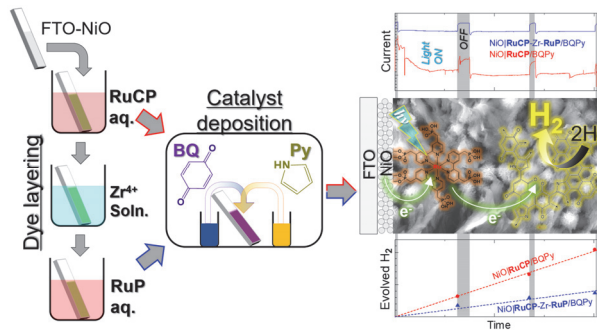 FTO-NiO
RuCP
aq.
Zr4+
Soln.
RuP
aq.
Dye layering
Catalyst
deposition
BQ
Py
O
O
HN
Current
Light
ON
OFF
NiO|RuCP-Zr-RuP/BQPy
NiO|RuCP/BQPy
FTO
NiO
hν
e-
e-
H2
2H
Evolved H2
NiO|RuCP/BQPy
NiO|RuCP-Zr-RuP/BQPy
Time